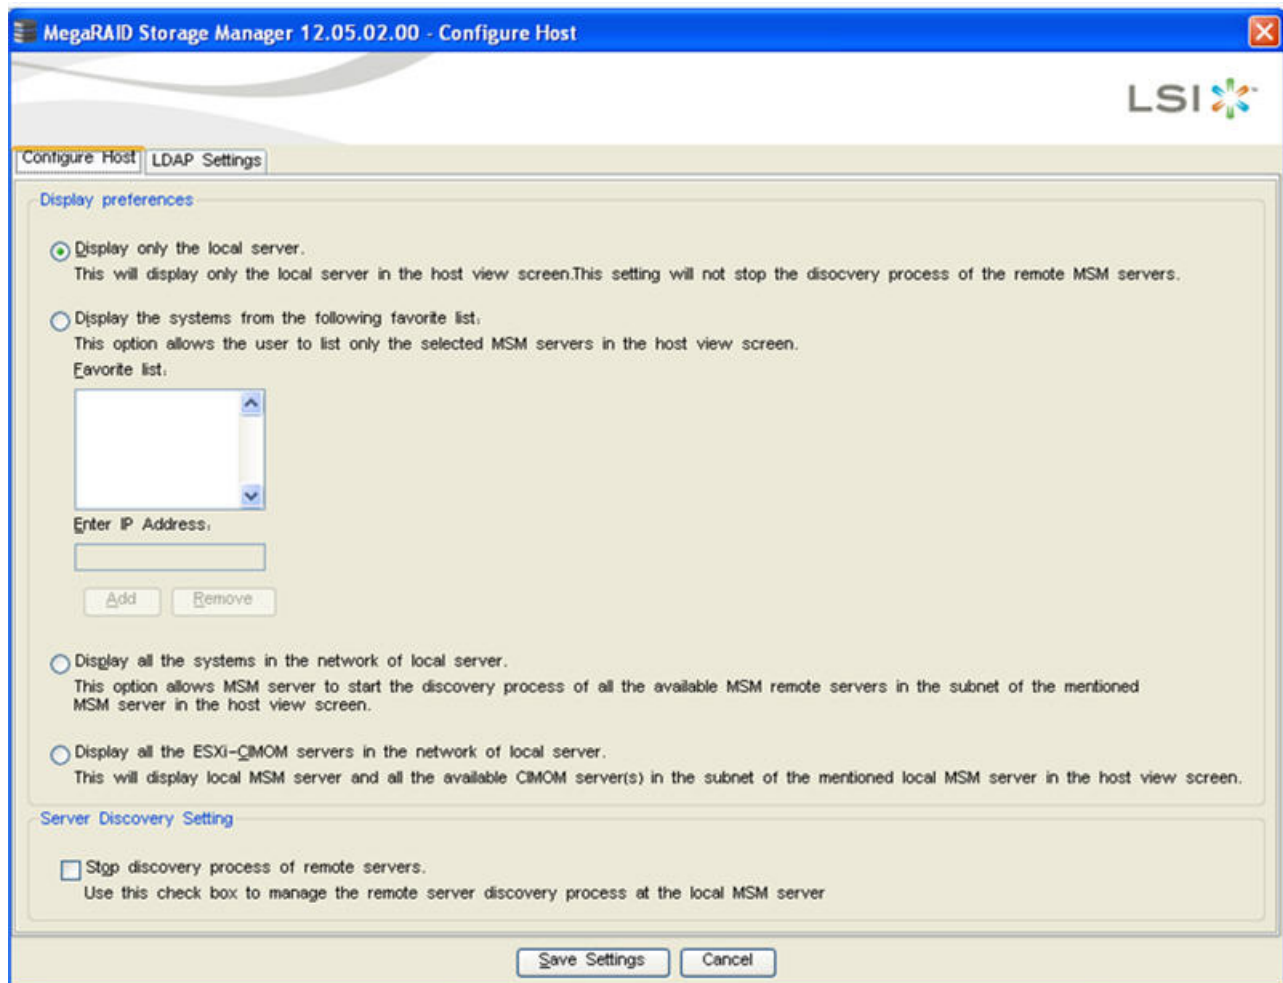 MegaRAID Storage Manager 12.05.02.00 - Configure Host
LSI
Configure Host LDAP Settings
Display preferences
Display only the local server.
This will display only the local server in the host view screen.This setting will not stop the disocvery process of the remote MSM servers.
Display the systems from the following favorite list:
This option allows the user to list only the selected MSM servers in the host view screen.
Favorite list:
Enter IP Address:
Add Remove
Display all the systems in the network of local server.
This option allows MSM server to start the discovery process of all the available MSM remote servers in the subnet of the mentioned
MSM server in the host view screen.
Display all the ESXi-CIMOM servers in the network of local server.
This will display local MSM server and all the available CIMOM server(s) in the subnet of the mentioned local MSM server in the host view screen.
Server Discovery Setting
Stop discovery process of remote servers.
Use this check box to manage the remote server discovery process at the local MSM server
Save Settings Cancel